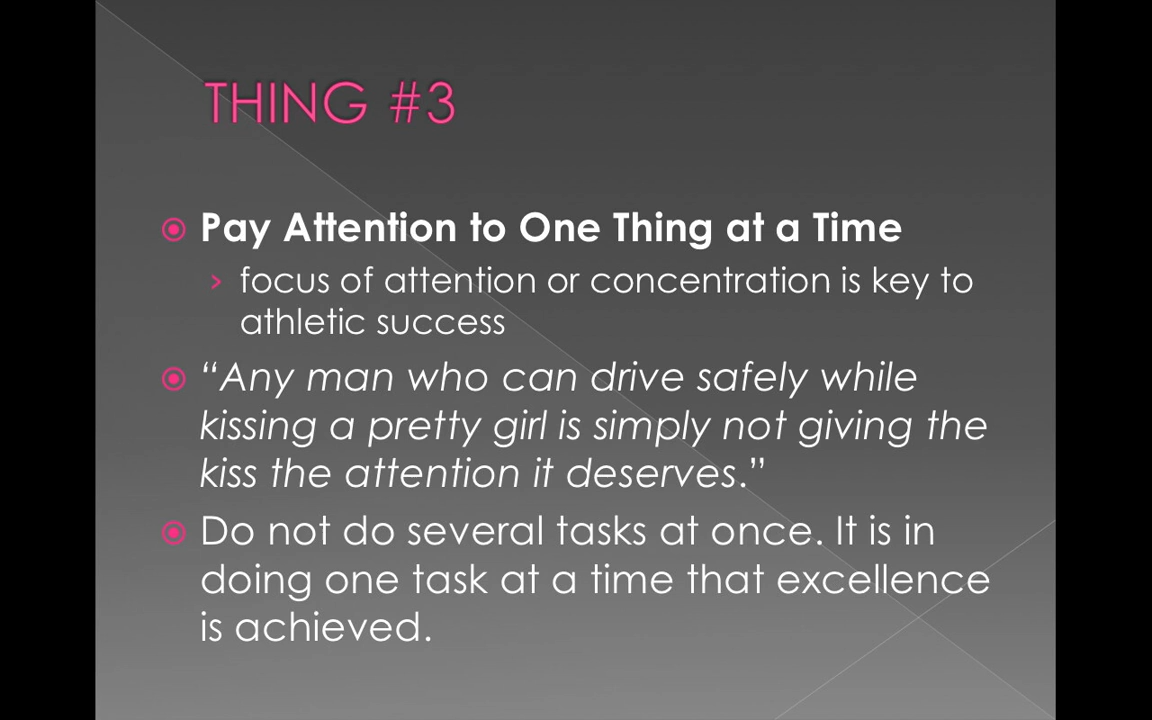 THING #3
Pay Attention to One Thing at a Time
focus of attention or concentration is key to
athletic success
“Any man who can drive safely while
kissing a pretty girl is simply not giving the
kiss the attention it deserves.”
Do not do several tasks at once. It is in
doing one task at a time that excellence
is achieved.